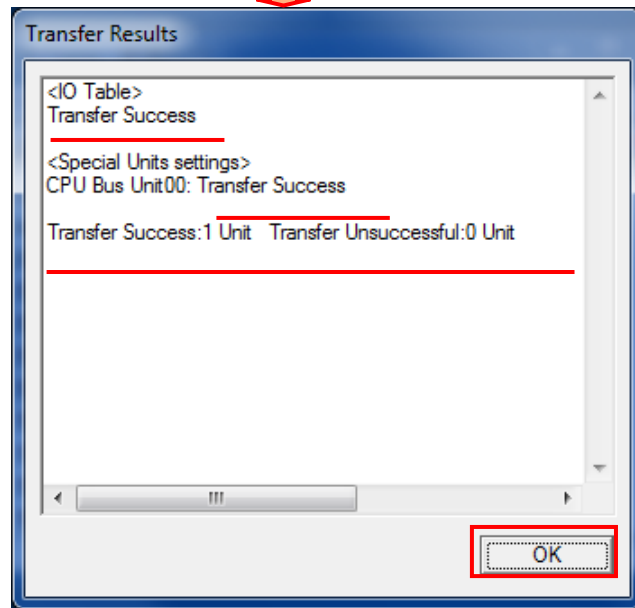 Transfer Results
<IO Table>
Transfer Success
<Special Units settings>
CPU Bus Unit00: Transfer Success
Transfer Success:1 Unit   Transfer Unsuccessful:0 Unit
OK